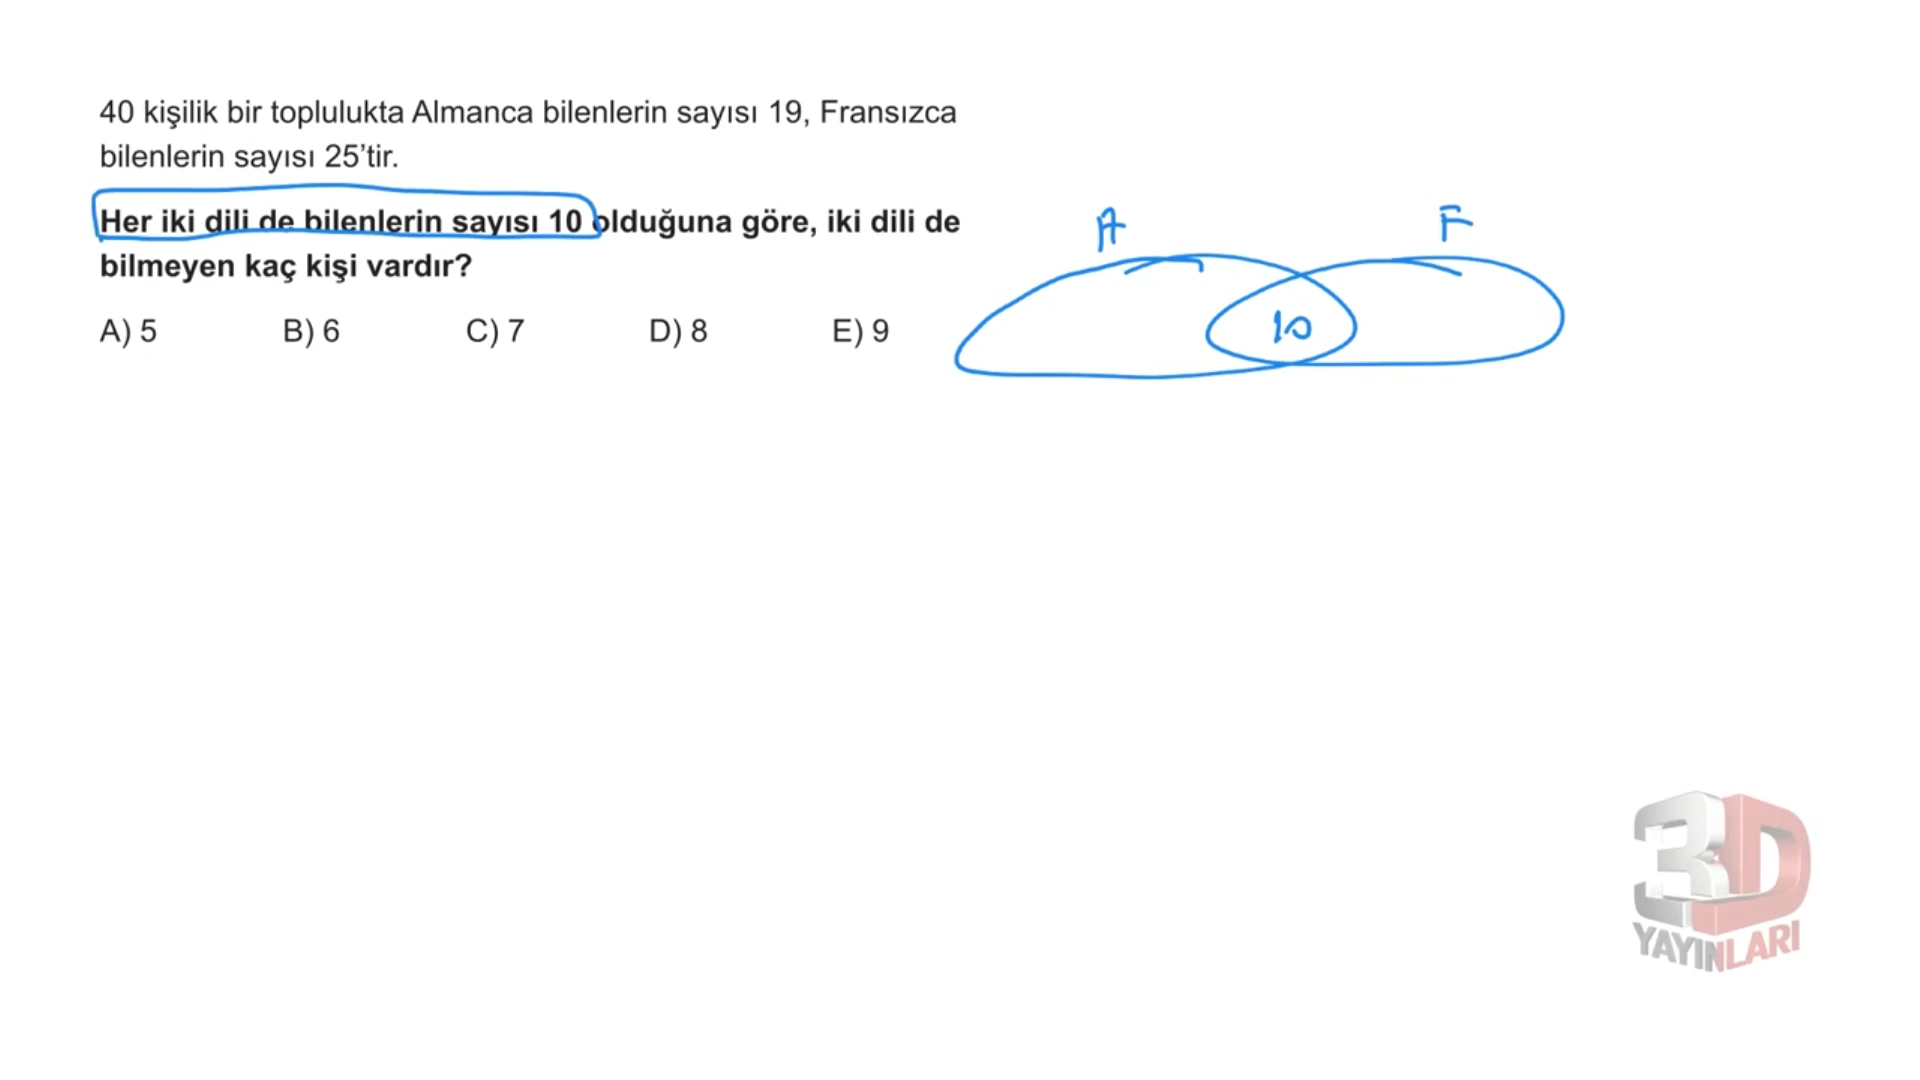 40 kişilik bir toplulukta Almanca bilenlerin sayısı 19, Fransızca
bilenlerin sayısı 25’tir.
Her iki dili de bilenlerin sayısı 10 olduğuna göre, iki dili de
bilmeyen kaç kişi vardır?
A) 5 B) 6 C) 7 D) 8 E) 9
A F
10
3D
YAYINLARI